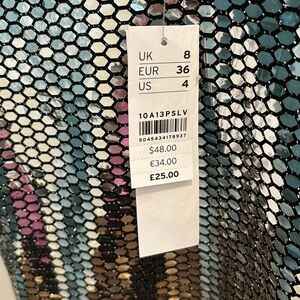 UK 8
EUR 36
US 4
10A13PSLV
5045434178937
$48.00
€34.00
£25.00